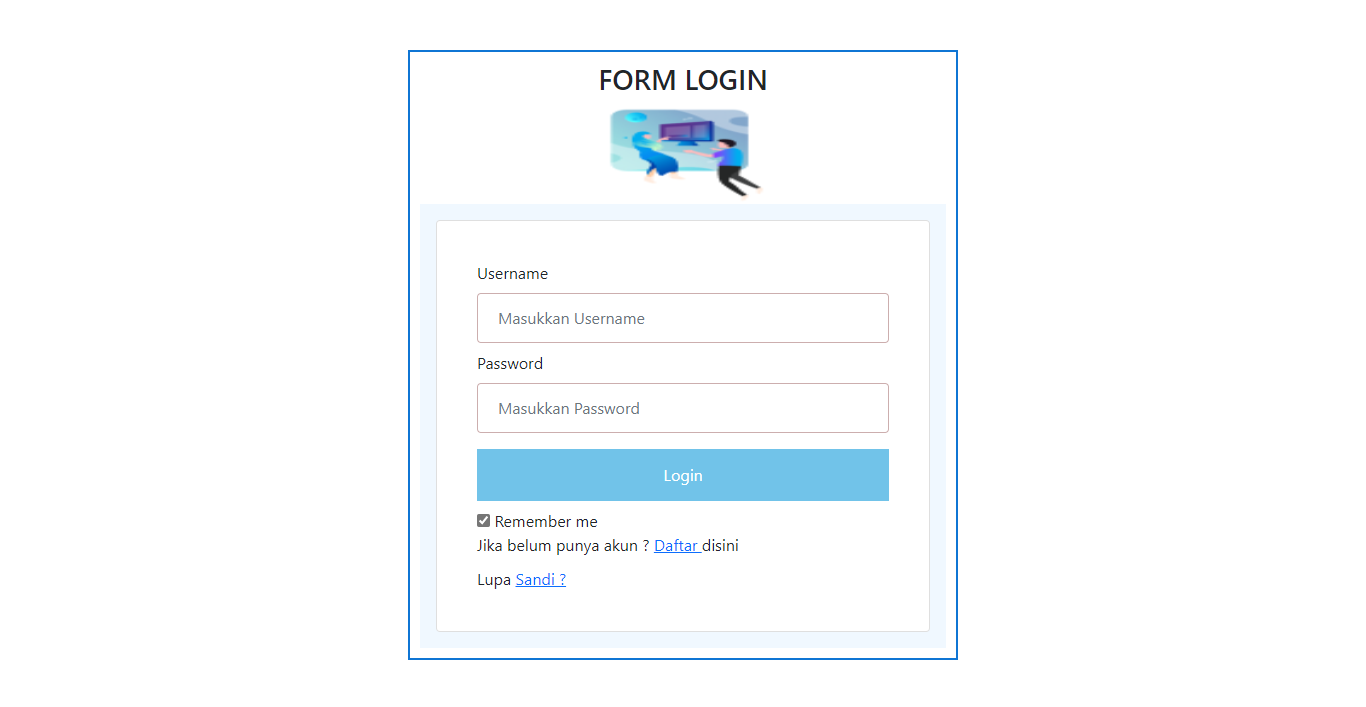 FORM LOGIN
Username
Masukkan Username
Password
Masukkan Password
Login
Remember me
Jika belum punya akun ? Daftar disini
Lupa Sandi ?